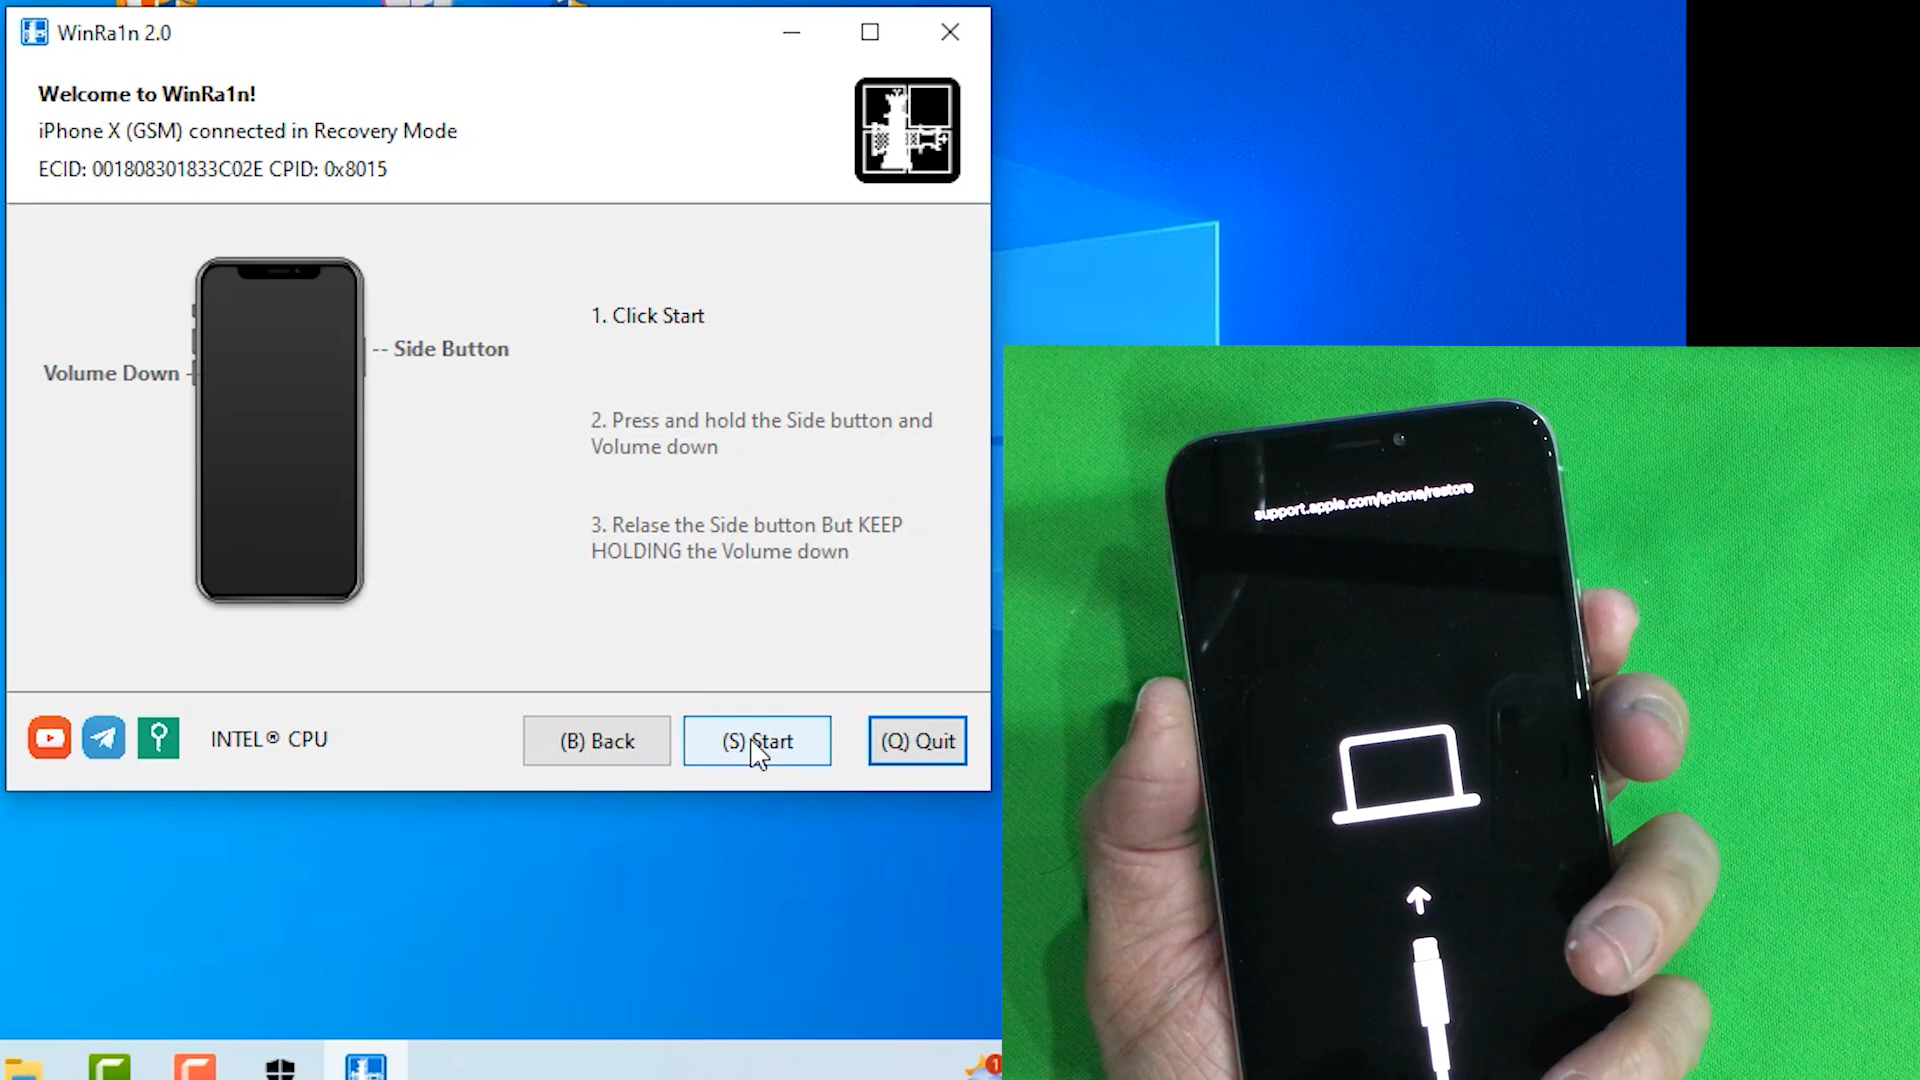 WinRa1n 2.0
Welcome to WinRa1n!
iPhone X (GSM) connected in Recovery Mode
ECID: 001808301833C02E CPID: 0x8015
Volume Down -
-- Side Button
1. Click Start
2. Press and hold the Side button and
Volume down
3. Relase the Side button But KEEP
HOLDING the Volume down
INTEL® CPU
(B) Back
(S) Start
(Q) Quit
support.apple.com/iphone/restore
1